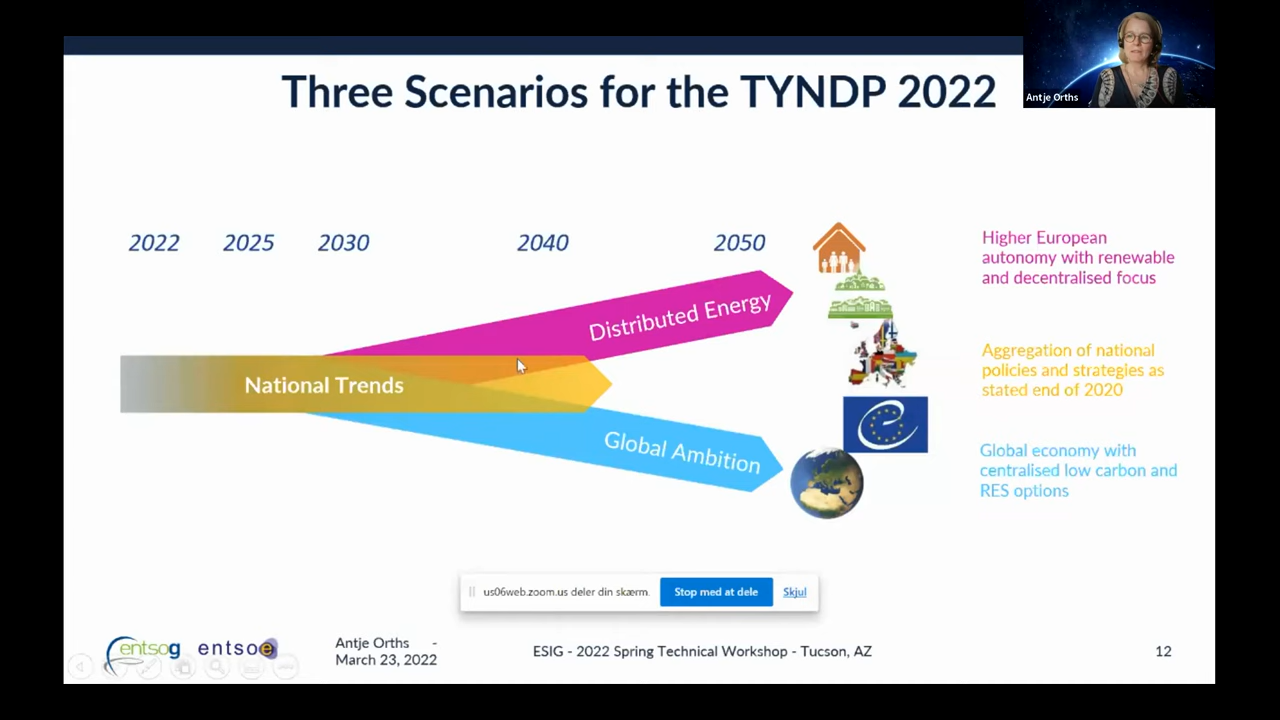 Three Scenarios for the TYNDP 2022
Antje Orths
2022 2025 2030 2040 2050
Distributed Energy
National Trends
Global Ambition
Higher European
autonomy with renewable
and decentralised focus
Aggregation of national
policies and strategies as
stated end of 2020
Global economy with
centralised low carbon and
RES options
us06web.zoom.us deler din skærm.
Stop med at dele
Skjul
entsog entsoe
Antje Orths -
March 23, 2022
ESIG - 2022 Spring Technical Workshop - Tucson, AZ
12